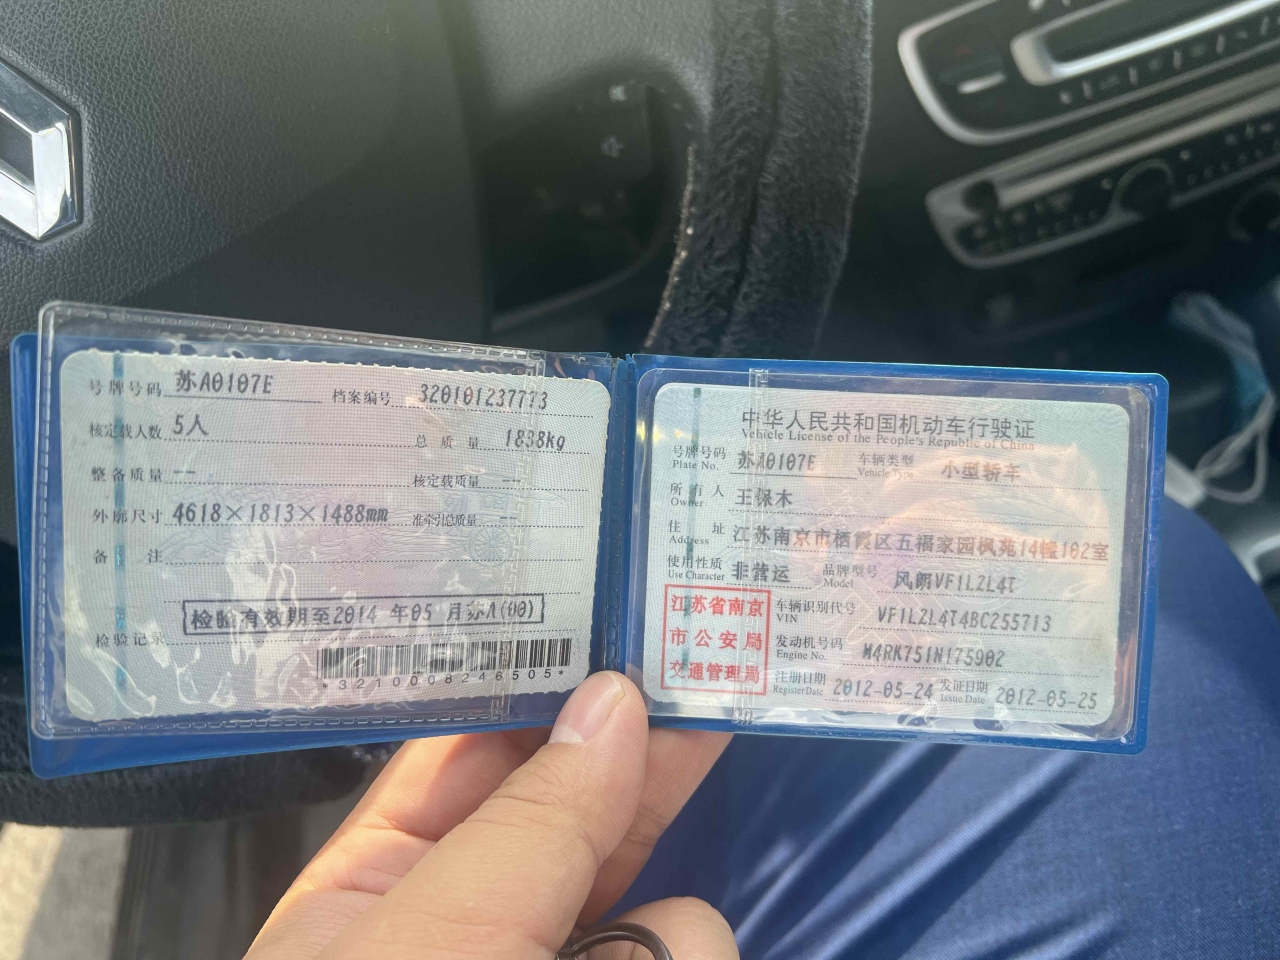 号牌号码 苏A0107E 档案编号 320101237773
核定载人数 5人 总质量 1838kg
整备质量 -- 核定载质量 --
外廓尺寸 4618×1813×1488mm 准牵引总质量 --
备注
检验有效期至2014 年05 月苏A(00)
检验记录
*3210008246505*
中华人民共和国机动车行驶证
Vehicle License of the People's Republic of China
号牌号码 苏A0107E 车辆类型 小型轿车
Plate No. Vehicle Type
所有人 王保木
Owner
住址 江苏南京市栖霞区五福家园枫苑14幢102室
Address
使用性质 非营运 品牌型号 风朗VF1L2L4T
Use Character Model
江苏省南京
市公安局
交通管理局
车辆识别代号 VF1L2L4T4BC255713
VIN
发动机号码 M4RK751N175902
Engine No.
注册日期 2012-05-24 发证日期 2012-05-25
Register Date Issue Date